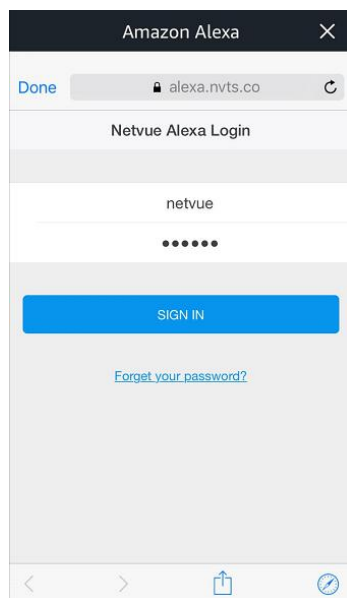 Amazon Alexa
Done alexa.nvts.co
Netvue Alexa Login
netvue
••••••
SIGN IN
Forget your password?